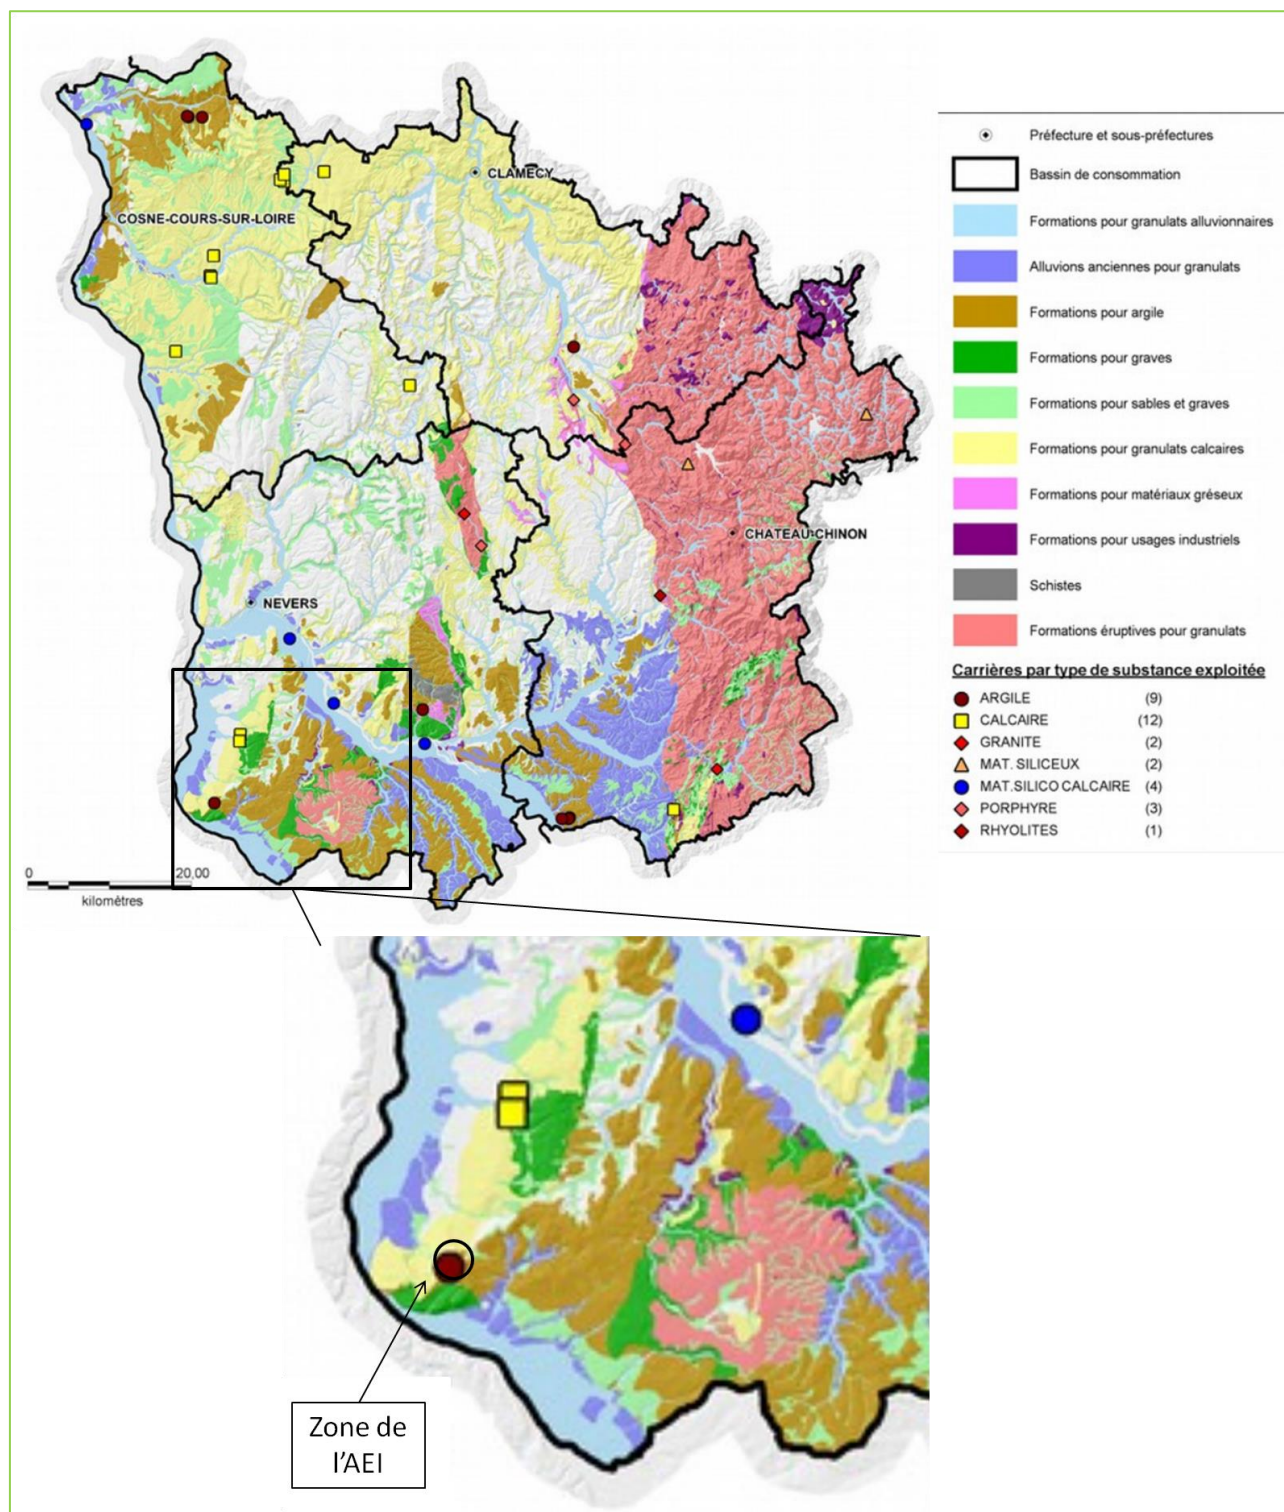 CLAMECY
COSNE-COURS-SUR-LOIRE
CHATEAU-CHINON
NEVERS
0 20,00
kilomètres
Préfecture et sous-préfectures
Bassin de consommation
Formations pour granulats alluvionnaires
Alluvions anciennes pour granulats
Formations pour argile
Formations pour graves
Formations pour sables et graves
Formations pour granulats calcaires
Formations pour matériaux gréseux
Formations pour usages industriels
Schistes
Formations éruptives pour granulats
Carrières par type de substance exploitée
ARGILE (9)
CALCAIRE (12)
GRANITE (2)
MAT. SILICEUX (2)
MAT.SILICO CALCAIRE (4)
PORPHYRE (3)
RHYOLITES (1)
Zone de
l'AEI